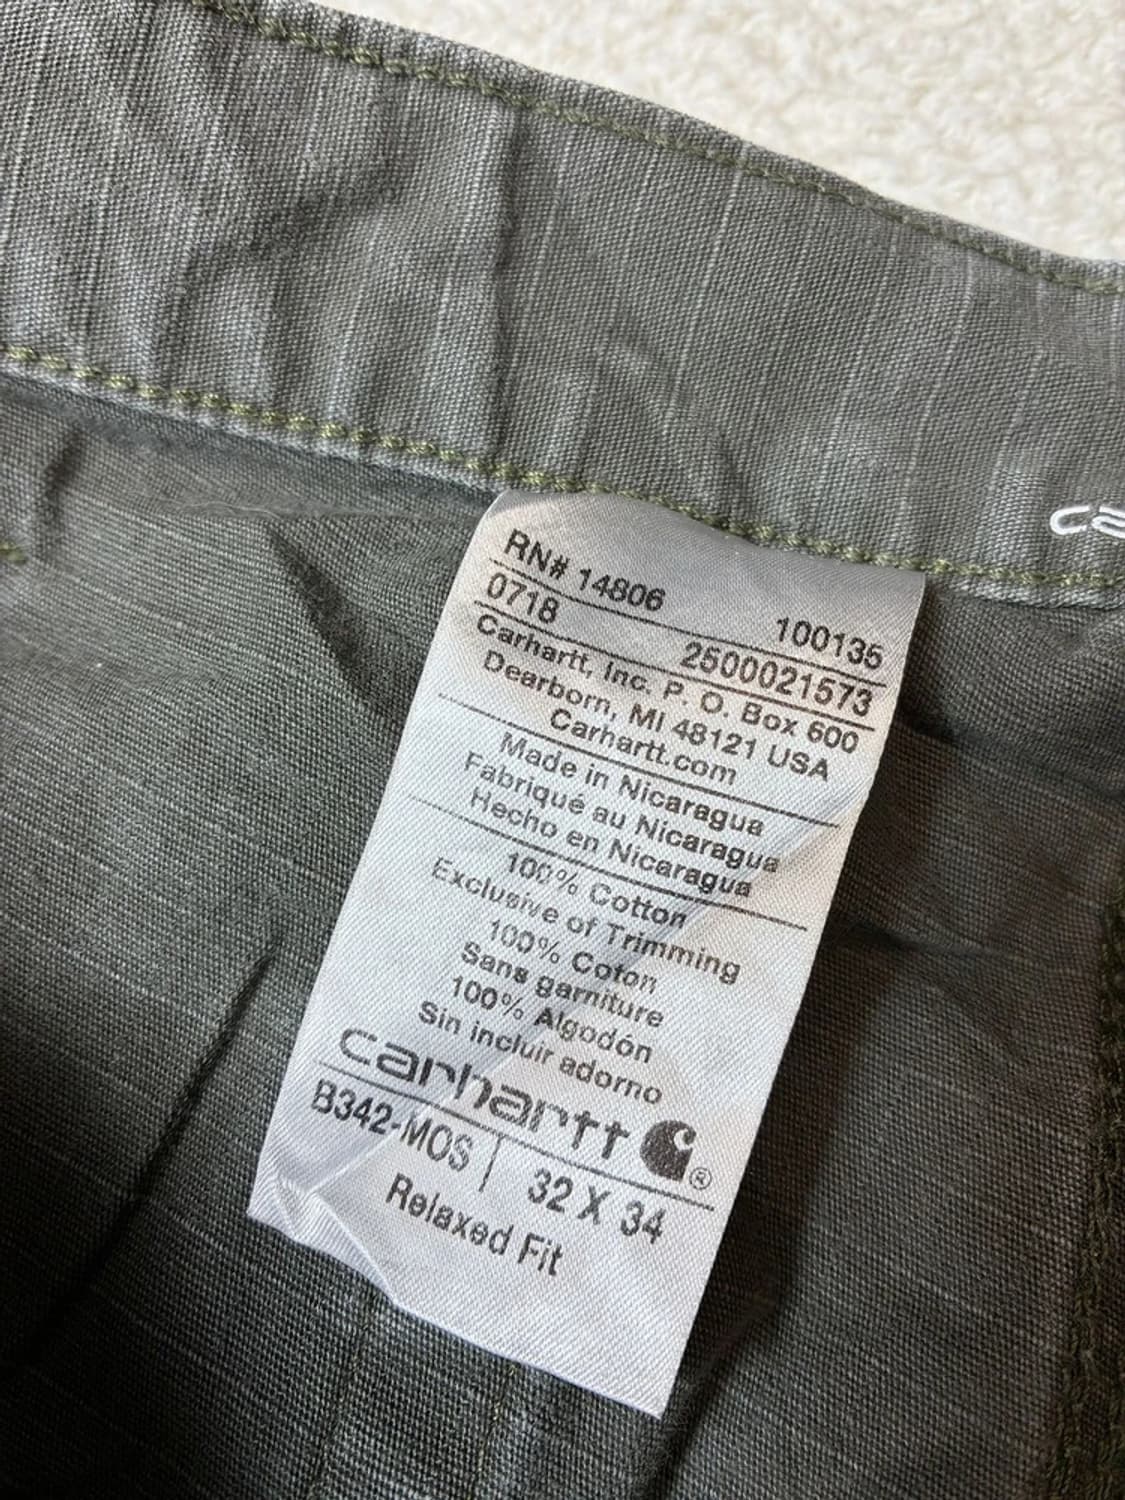 RN# 14806 100135
0718 2500021573
Carhartt, Inc. P. O. Box 600
Dearborn, MI 48121 USA
Carhartt.com
Made in Nicaragua
Fabriqué au Nicaragua
Hecho en Nicaragua
100% Cotton
Exclusive of Trimming
100% Coton
Sans garniture
100% Algodón
Sin incluir adorno
carhartt ®
B342-MOS | 32 X 34
Relaxed Fit
ca